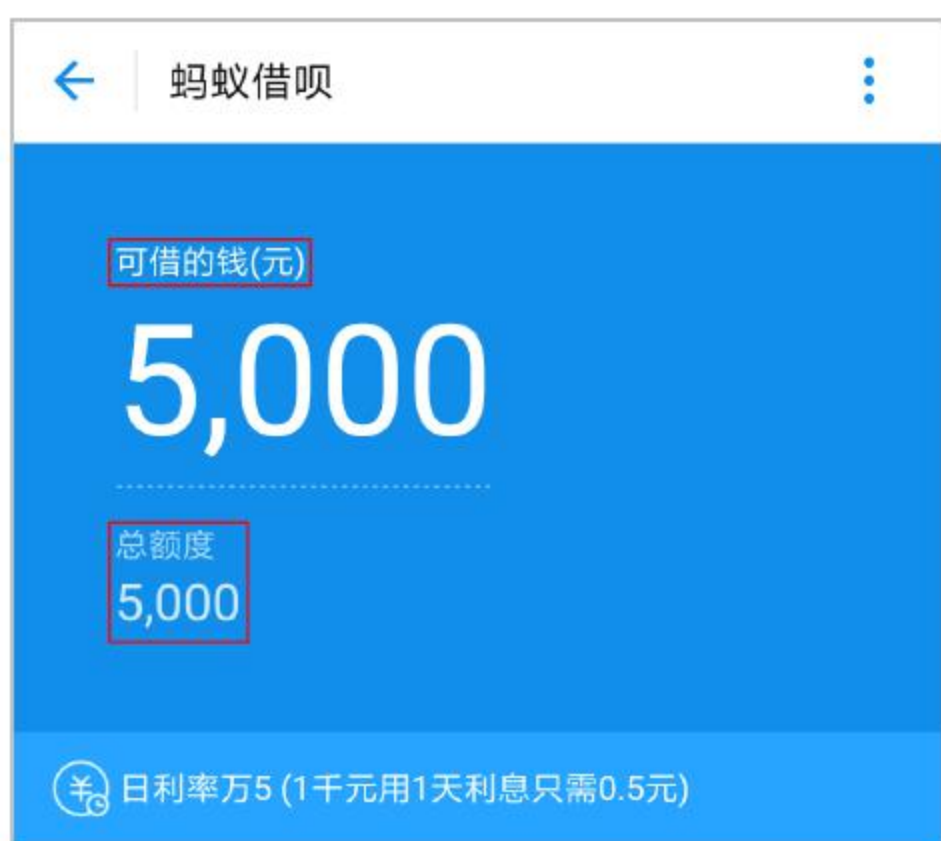 蚂蚁借呗
可借的钱(元)
5,000
总额度
5,000
日利率万5 (1千元用1天利息只需0.5元)